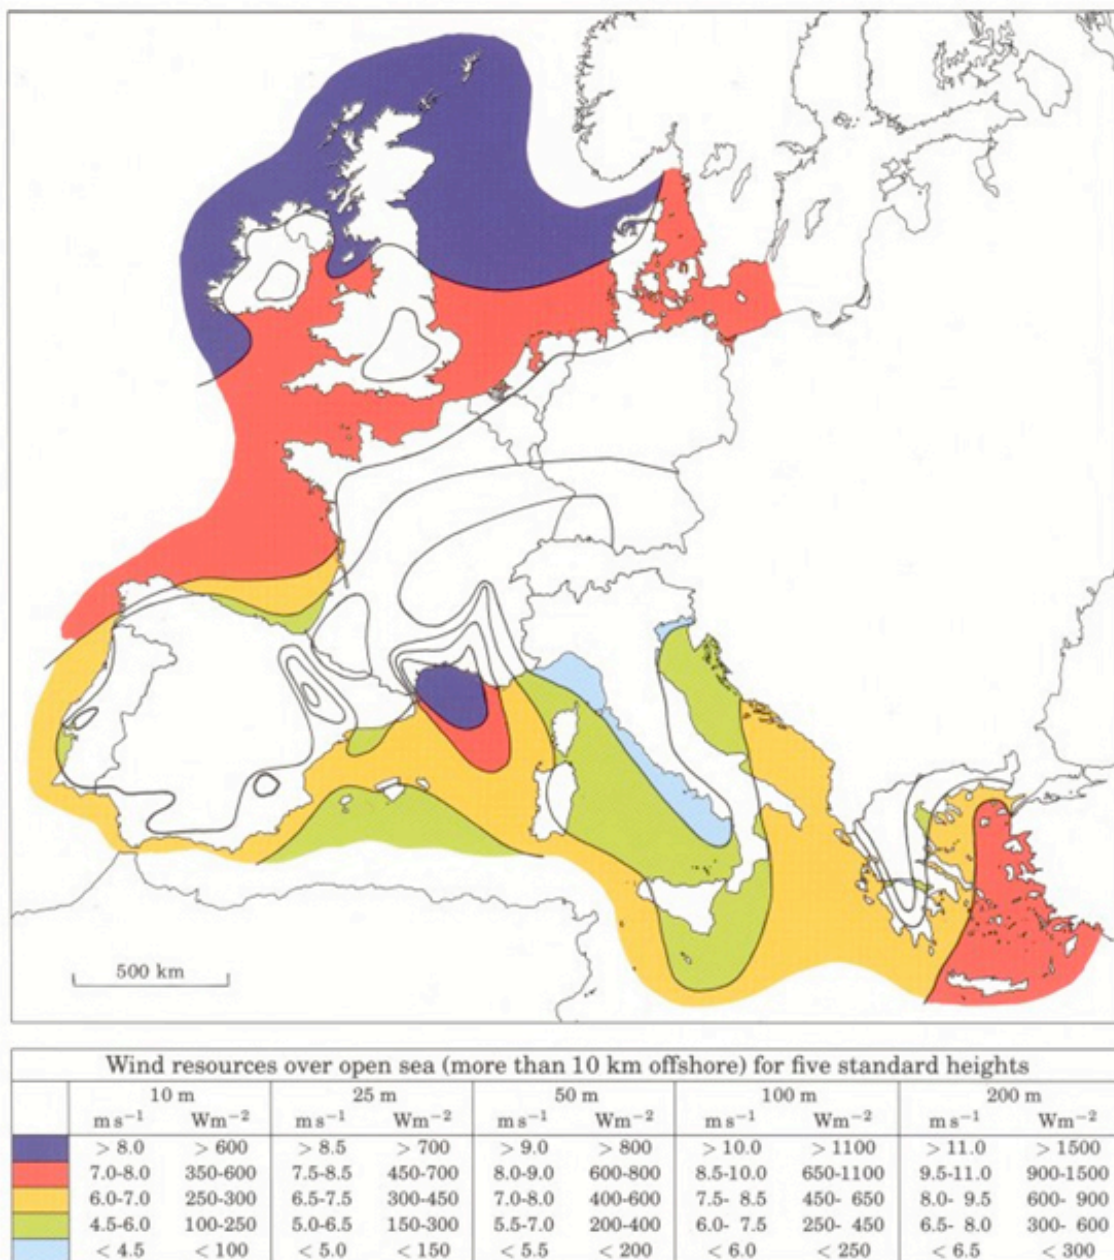 500 km
Wind resources over open sea (more than 10 km offshore) for five standard heights
10 m 25 m 50 m 100 m 200 m
m s⁻¹ Wm⁻² m s⁻¹ Wm⁻² m s⁻¹ Wm⁻² m s⁻¹ Wm⁻² m s⁻¹ Wm⁻²
> 8.0 > 600 > 8.5 > 700 > 9.0 > 800 > 10.0 > 1100 > 11.0 > 1500
7.0-8.0 350-600 7.5-8.5 450-700 8.0-9.0 600-800 8.5-10.0 650-1100 9.5-11.0 900-1500
6.0-7.0 250-300 6.5-7.5 300-450 7.0-8.0 400-600 7.5- 8.5 450- 650 8.0- 9.5 600- 900
4.5-6.0 100-250 5.0-6.5 150-300 5.5-7.0 200-400 6.0- 7.5 250- 450 6.5- 8.0 300- 600
< 4.5 < 100 < 5.0 < 150 < 5.5 < 200 < 6.0 < 250 < 6.5 < 300